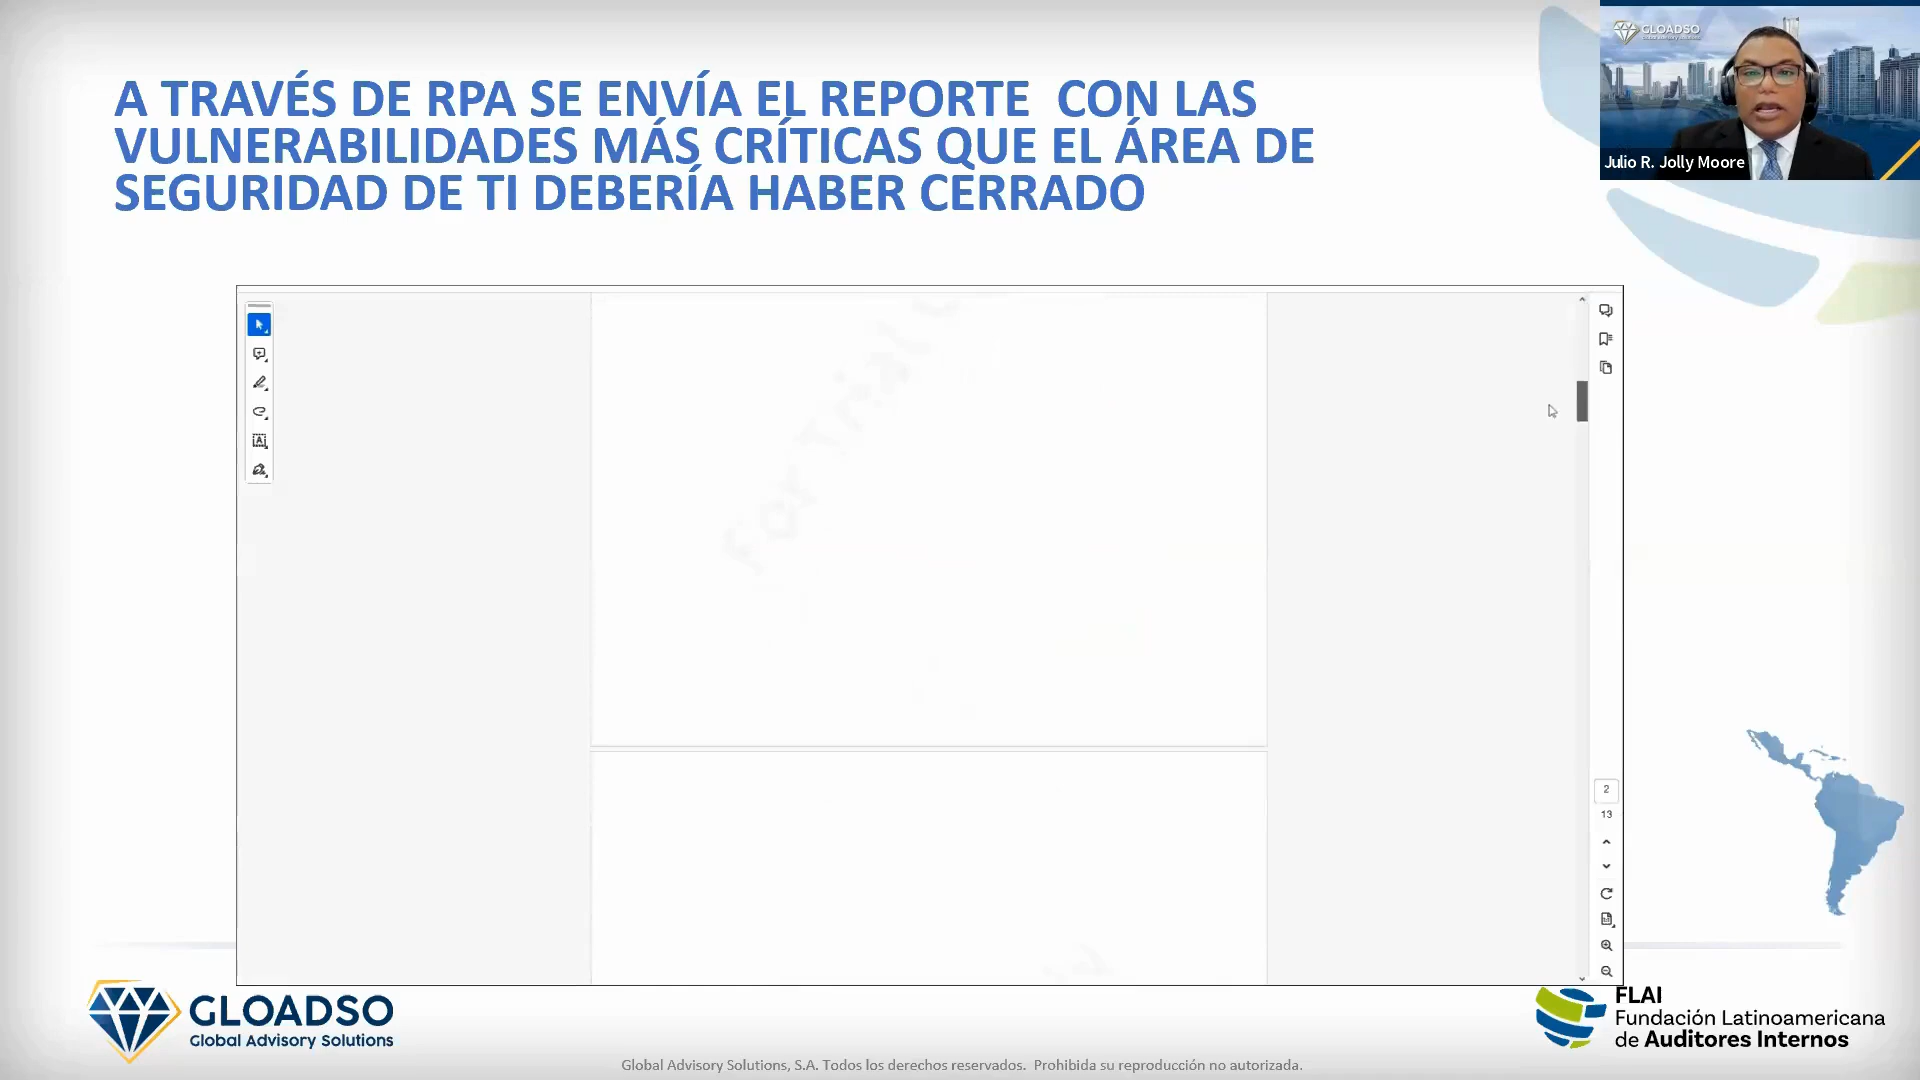 A TRAVÉS DE RPA SE ENVÍA EL REPORTE CON LAS
VULNERABILIDADES MÁS CRÍTICAS QUE EL ÁREA DE
SEGURIDAD DE TI DEBERÍA HABER CERRADO
GLOADSO
Julio R. Jolly Moore
For Trial
2
13
GLOADSO
Global Advisory Solutions
FLAI
Fundación Latinoamericana
de Auditores Internos
Global Advisory Solutions, S.A. Todos los derechos reservados. Prohibida su reproducción no autorizada.